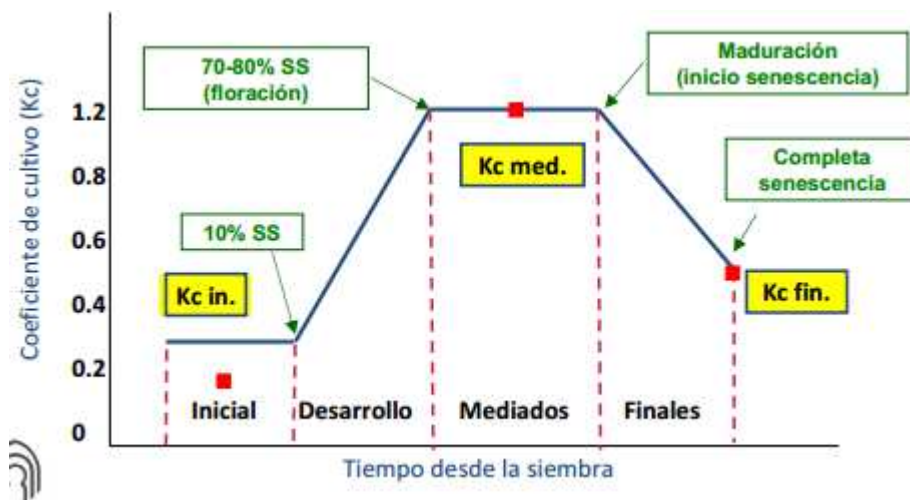 70-80% SS
(floración)
Maduración
(inicio senescencia)
Coeficiente de cultivo (Kc)
1.2
0.8
0.6
0.4
0.2
0
Kc med.
Completa
senescencia
10% SS
Kc in.
Kc fin.
Inicial
Desarrollo
Mediados
Finales
Tiempo desde la siembra